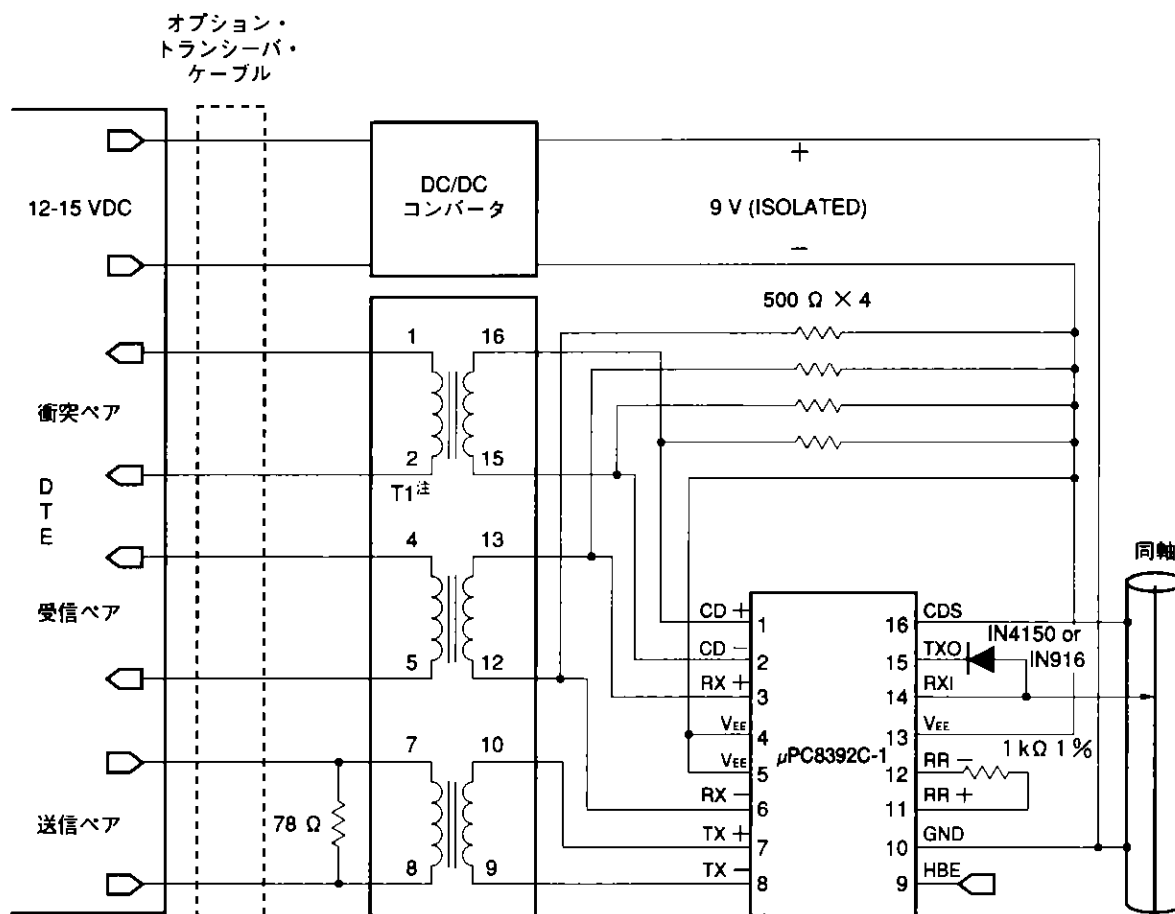 オプション・
トランシーバ・
ケーブル
12-15 VDC
DC/DC
コンバータ
+
9 V (ISOLATED)
−
500 Ω × 4
衝突ペア
1
16
2
15
T1注
D
T
E
受信ペア
4
13
5
12
送信ペア
78 Ω
7
10
8
9
μPC8392C-1
CD +
1
CD −
2
RX +
3
VEE
4
VEE
5
RX −
6
TX +
7
TX −
8
16
CDS
15
TXO
14
RXI
13
VEE
12
RR −
11
RR +
10
GND
9
HBE
IN4150 or
IN916
1 kΩ 1 %
同軸